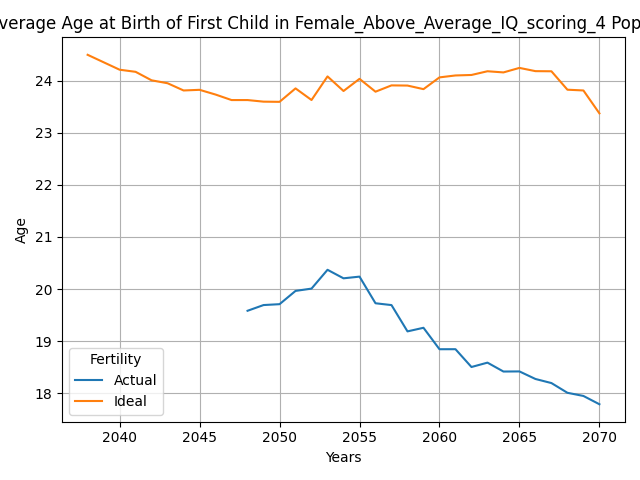 verage Age at Birth of First Child in Female_Above_Average_IQ_scoring_4 Pop
Age
24
23
22
21
20
19
18
Fertility
Actual
Ideal
2040 2045 2050 2055 2060 2065 2070
Years